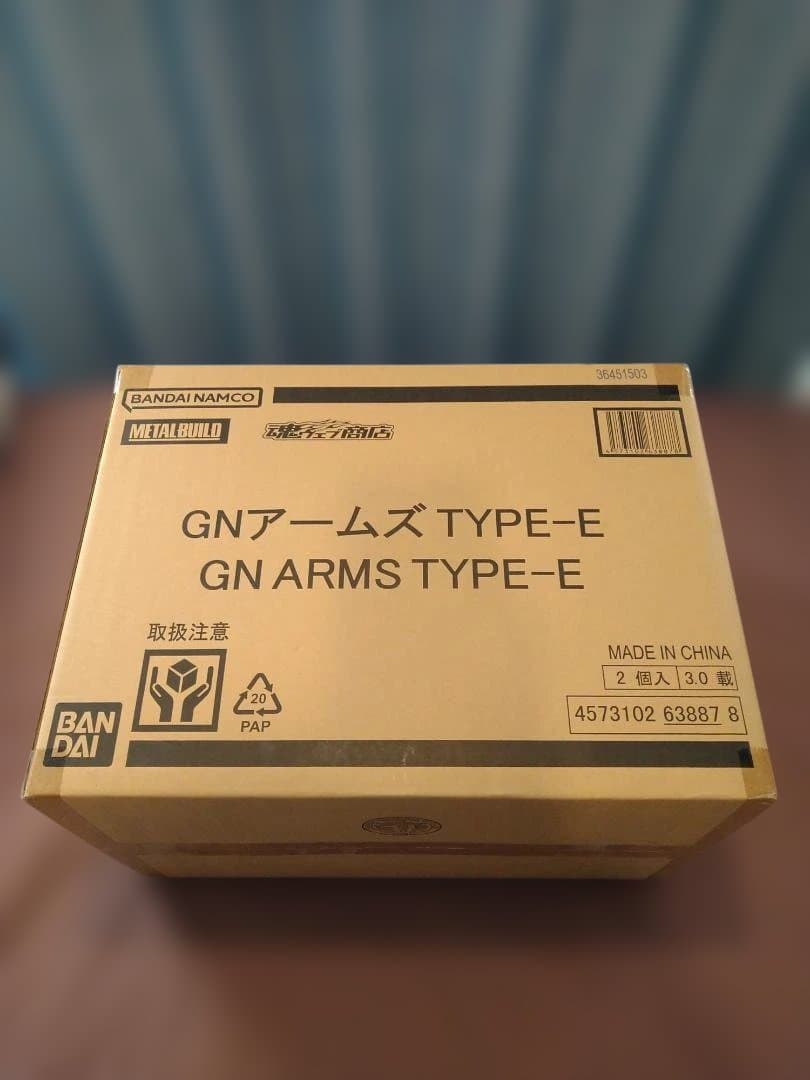 36451503
BANDAI NAMCO
METAL BUILD
魂ウェブ商店
GNアームズ TYPE-E
GN ARMS TYPE-E
取扱注意
20
PAP
BAN
DAI
MADE IN CHINA
2 個入 3.0 載
4573102 63887 8